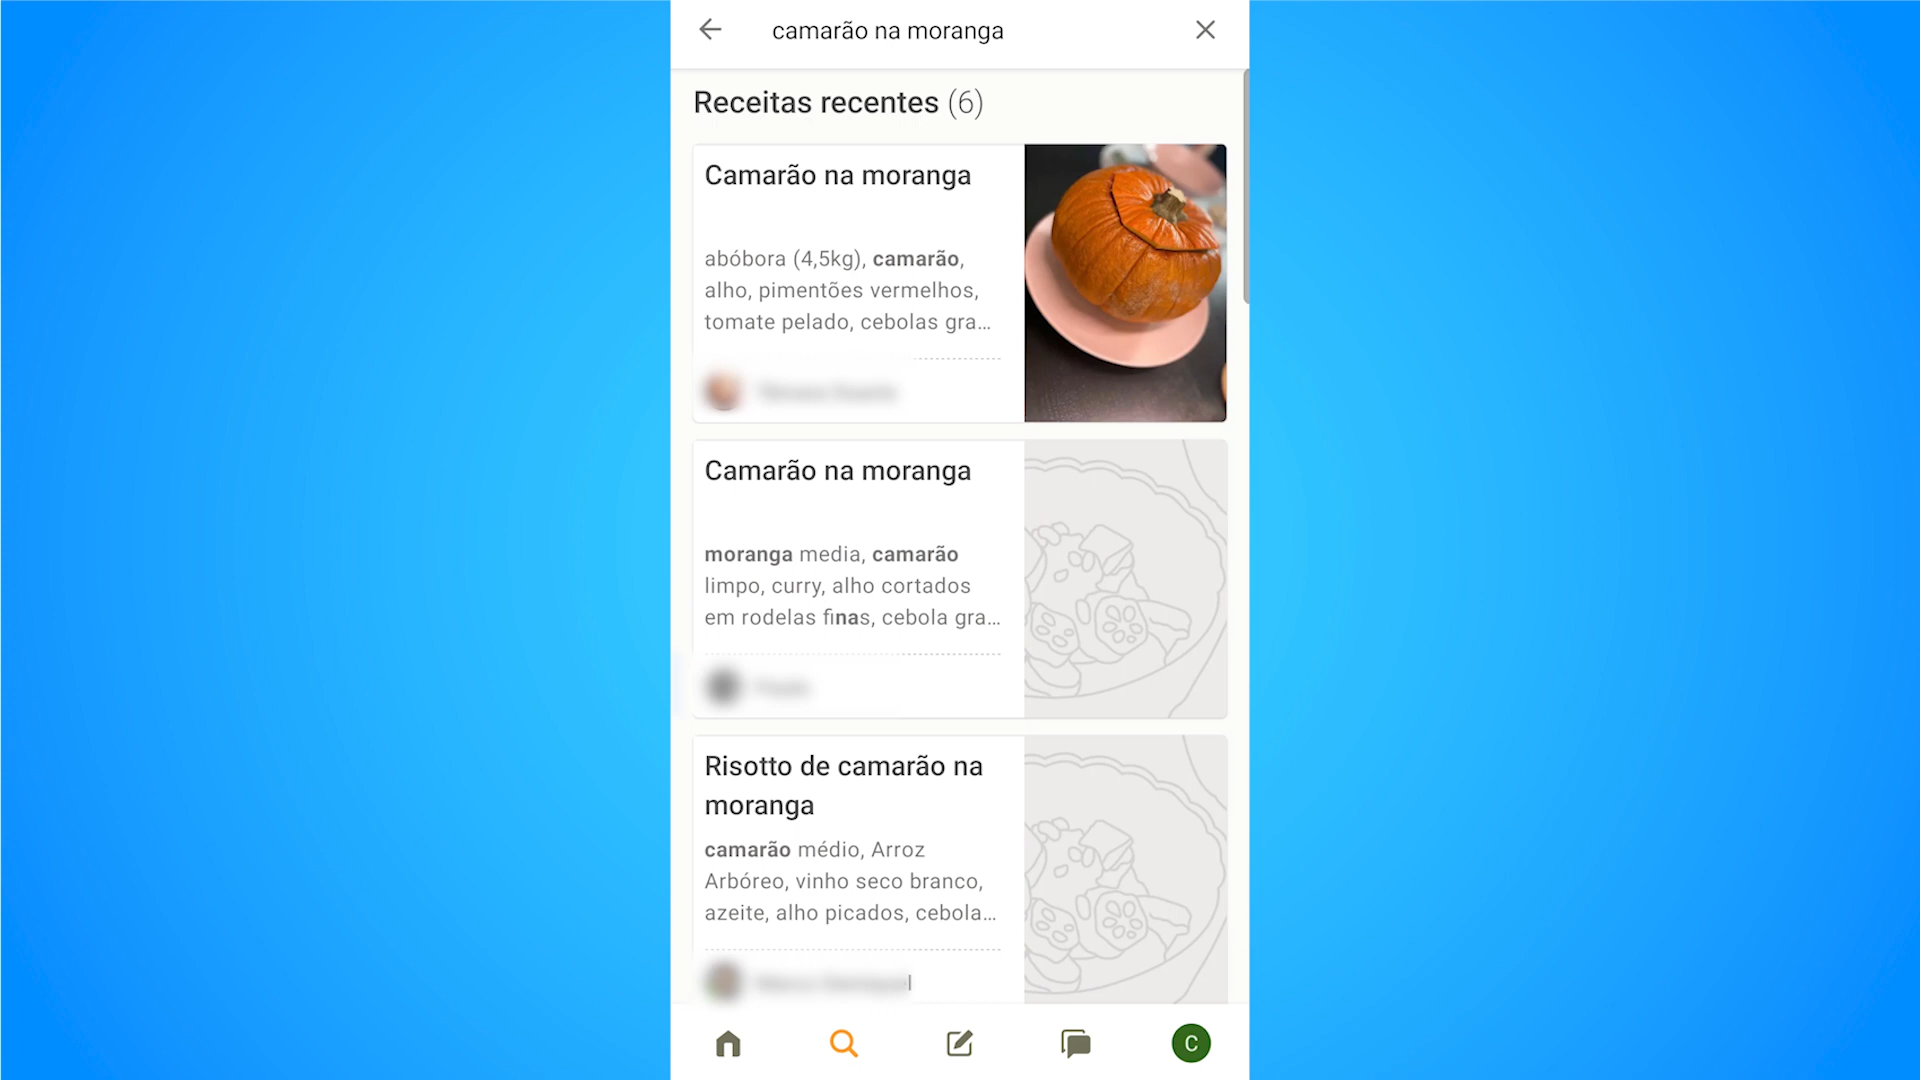 camarão na moranga
Receitas recentes (6)
Camarão na moranga
abóbora (4,5kg), camarão,
alho, pimentões vermelhos,
tomate pelado, cebolas gra...
Camarão na moranga
moranga media, camarão
limpo, curry, alho cortados
em rodelas finas, cebola gra...
Risotto de camarão na
moranga
camarão médio, Arroz
Arbóreo, vinho seco branco,
azeite, alho picados, cebola...
C